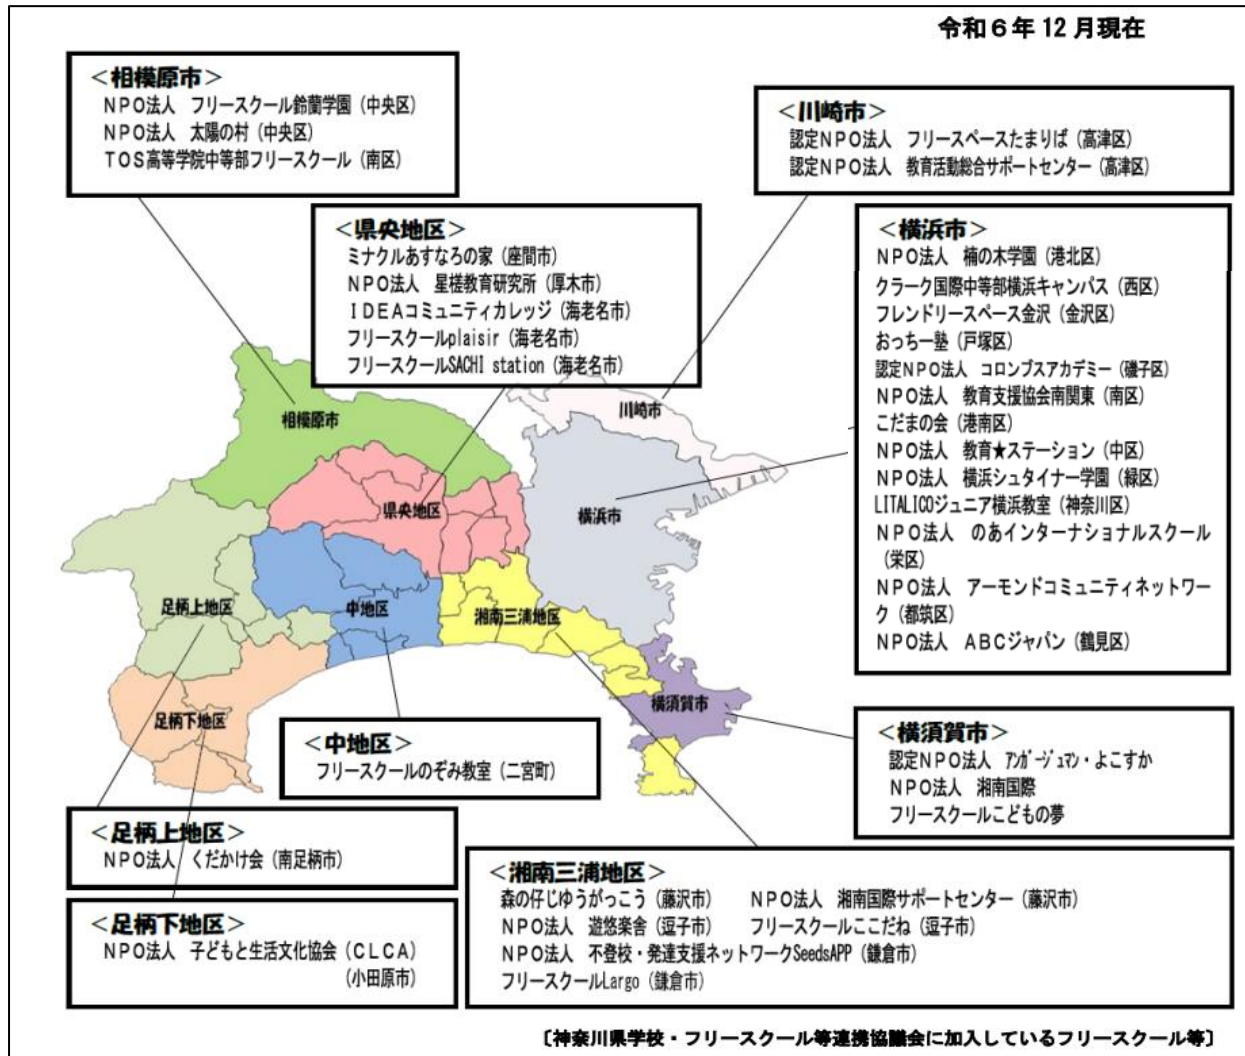 令和６年12月現在
＜相模原市＞
ＮＰＯ法人　フリースクール鈴蘭学園（中央区）
ＮＰＯ法人　太陽の村（中央区）
ＴＯＳ高等学院中等部フリースクール（南区）
＜川崎市＞
認定ＮＰＯ法人　フリースペースたまりば（高津区）
認定ＮＰＯ法人　教育活動総合サポートセンター（高津区）
＜県央地区＞
ミナクルあすなろの家（座間市）
ＮＰＯ法人　星槎教育研究所（厚木市）
ＩＤＥＡコミュニティカレッジ（海老名市）
フリースクールplaisir（海老名市）
フリースクールSACHI station（海老名市）
＜横浜市＞
ＮＰＯ法人　楠の木学園（港北区）
クラーク国際中等部横浜キャンパス（西区）
フレンドリースペース金沢（金沢区）
おっちー塾（戸塚区）
認定ＮＰＯ法人　コロンブスアカデミー（磯子区）
ＮＰＯ法人　教育支援協会南関東（南区）
こだまの会（港南区）
ＮＰＯ法人　教育★ステーション（中区）
ＮＰＯ法人　横浜シュタイナー学園（緑区）
LITALICOジュニア横浜教室（神奈川区）
ＮＰＯ法人　のあインターナショナルスクール
（栄区）
ＮＰＯ法人　アーモンドコミュニティネットワー
ク（都筑区）
ＮＰＯ法人　ＡＢＣジャパン（鶴見区）
相模原市
川崎市
県央地区
横浜市
足柄上地区
中地区
湘南三浦地区
足柄下地区
横須賀市
＜中地区＞
フリースクールのぞみ教室（二宮町）
＜横須賀市＞
認定ＮＰＯ法人　ｱﾝｶﾞｰｼﾞｭﾏﾝ・よこすか
ＮＰＯ法人　湘南国際
フリースクールこどもの夢
＜足柄上地区＞
ＮＰＯ法人　くだかけ会（南足柄市）
＜足柄下地区＞
ＮＰＯ法人　子どもと生活文化協会（ＣＬＣＡ）
（小田原市）
＜湘南三浦地区＞
森の仔じゆうがっこう（藤沢市）　　ＮＰＯ法人　湘南国際サポートセンター（藤沢市）
ＮＰＯ法人　遊悠楽舎（逗子市）　　フリースクールここだね（逗子市）
ＮＰＯ法人　不登校・発達支援ネットワークSeedsAPP（鎌倉市）
フリースクールLargo（鎌倉市）
〔神奈川県学校・フリースクール等連携協議会に加入しているフリースクール等〕